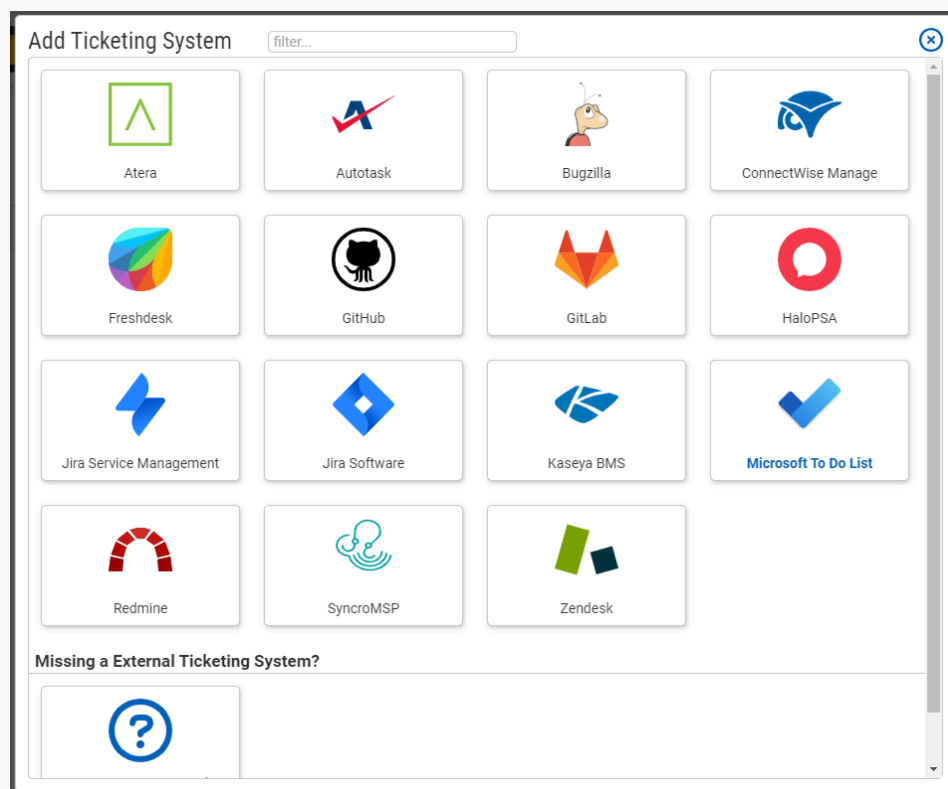 Add Ticketing System
filter...
Atera
Autotask
Bugzilla
ConnectWise Manage
Freshdesk
GitHub
GitLab
HaloPSA
Jira Service Management
Jira Software
Kaseya BMS
Microsoft To Do List
Redmine
SyncroMSP
Zendesk
Missing a External Ticketing System?